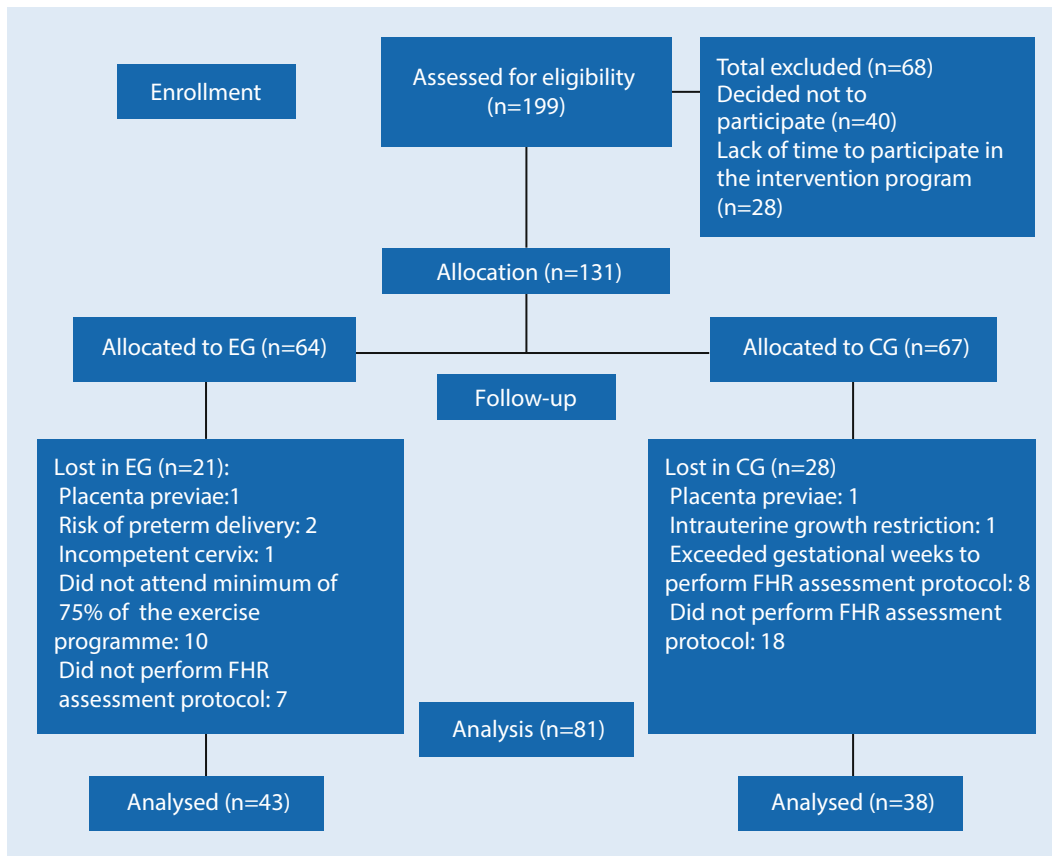 Enrollment
Assessed for eligibility
(n=199)
Total excluded (n=68)
Decided not to
participate (n=40)
Lack of time to participate in
the intervention program
(n=28)
Allocation (n=131)
Allocated to EG (n=64)
Allocated to CG (n=67)
Follow-up
Lost in EG (n=21):
Placenta previae:1
Risk of preterm delivery: 2
Incompetent cervix: 1
Did not attend minimum of
75% of the exercise
programme: 10
Did not perform FHR
assessment protocol: 7
Lost in CG (n=28)
Placenta previae: 1
Intrauterine growth restriction: 1
Exceeded gestational weeks to
perform FHR assessment protocol: 8
Did not perform FHR assessment
protocol: 18
Analysis (n=81)
Analysed (n=43)
Analysed (n=38)